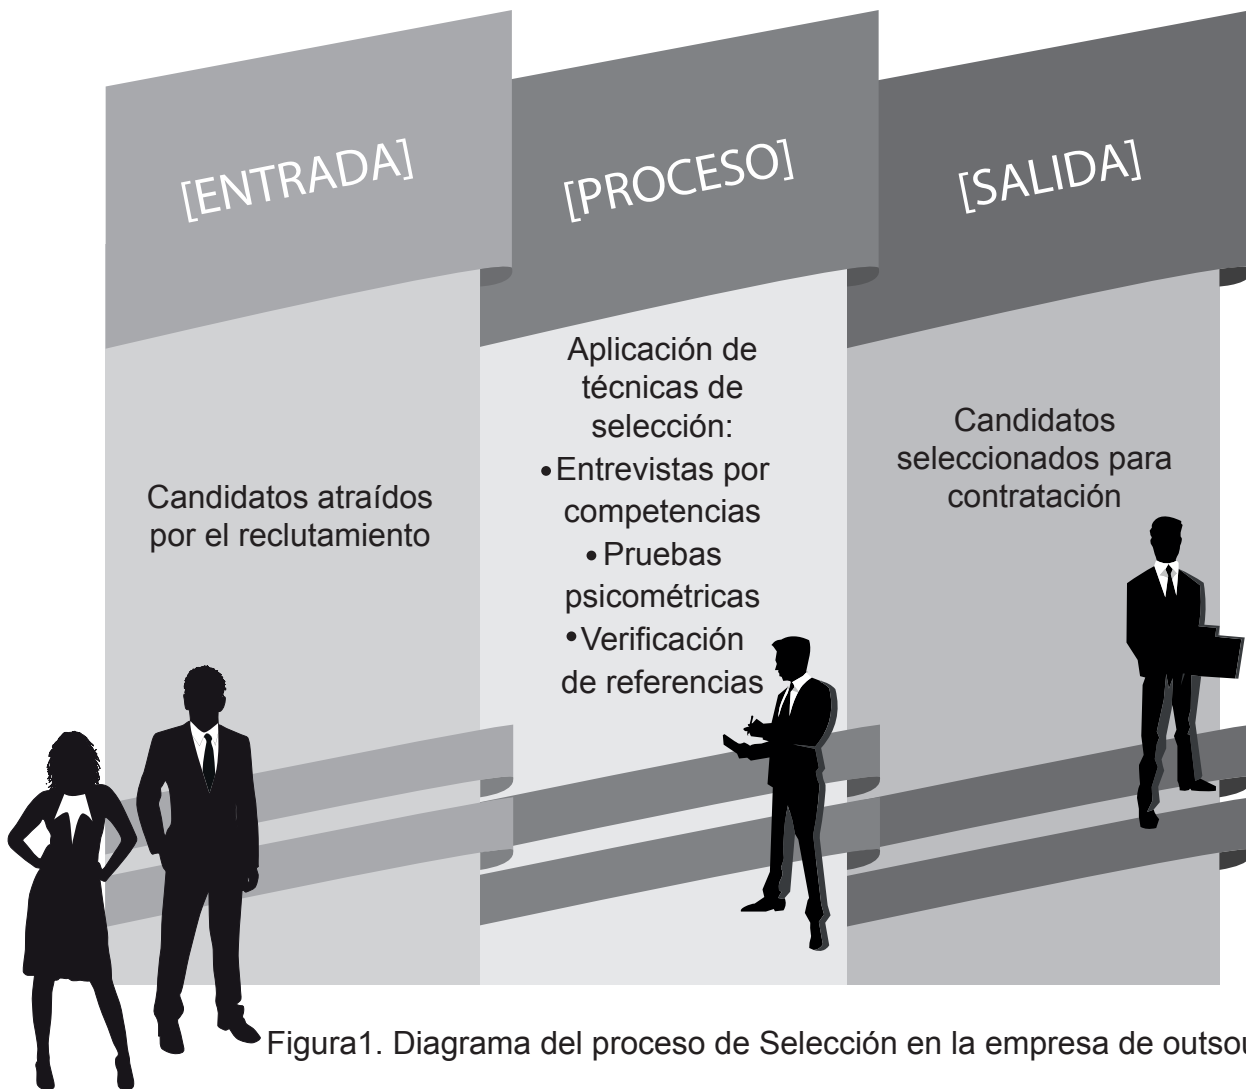 [ENTRADA]
[PROCESO]
[SALIDA]
Candidatos atraídos
por el reclutamiento
Aplicación de
técnicas de
selección:
•Entrevistas por
competencias
• Pruebas
psicométricas
•Verificación
de referencias
Candidatos
seleccionados para
contratación
Figura1. Diagrama del proceso de Selección en la empresa de